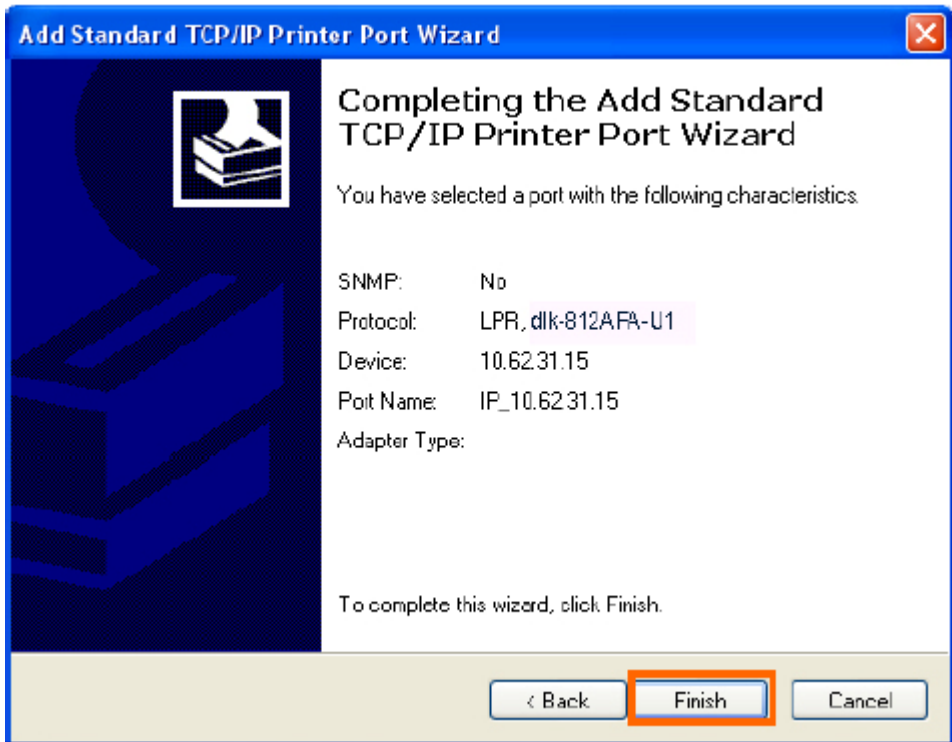 Add Standard TCP/IP Printer Port Wizard
Completing the Add Standard
TCP/IP Printer Port Wizard
You have selected a port with the following characteristics.
SNMP: No
Protocol: LPR, dlk-812AFA-U1
Device: 10.62.31.15
Port Name: IP_10.62.31.15
Adapter Type:
To complete this wizard, click Finish.
< Back Finish Cancel